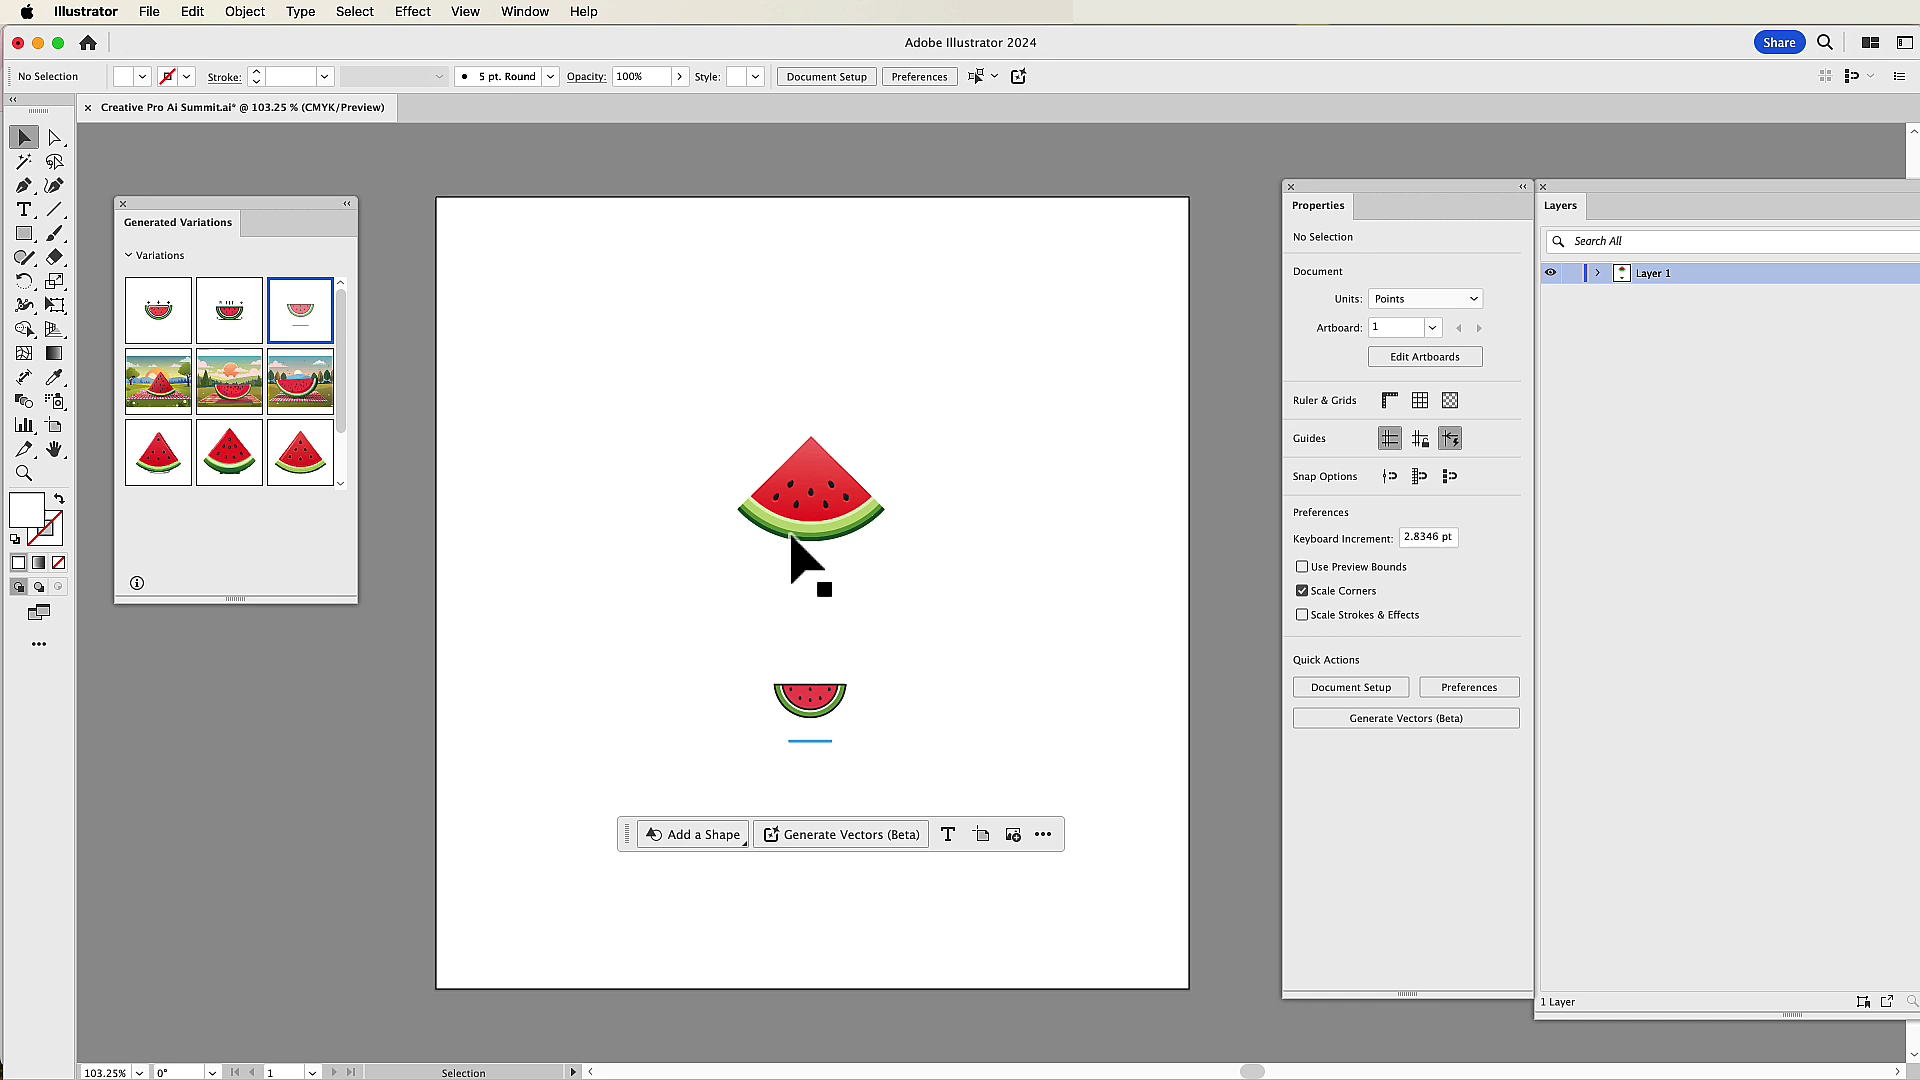 Illustrator File Edit Object Type Select Effect View Window Help
Adobe Illustrator 2024
Share
No Selection
Stroke:
5 pt. Round
Opacity: 100%
Style:
Document Setup
Preferences
Creative Pro Ai Summit.ai* @ 103.25 % (CMYK/Preview)
Generated Variations
Variations
Properties
No Selection
Document
Units: Points
Artboard: 1
Edit Artboards
Ruler & Grids
Guides
Snap Options
Preferences
Keyboard Increment: 2.8346 pt
Use Preview Bounds
Scale Corners
Scale Strokes & Effects
Quick Actions
Document Setup
Preferences
Generate Vectors (Beta)
Layers
Search All
Layer 1
1 Layer
Add a Shape
Generate Vectors (Beta)
103.25%
0°
1
Selection